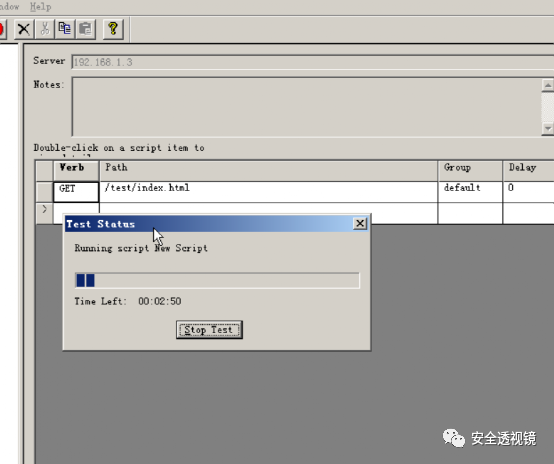 Help
Server 192.168.1.3
Notes:
Double-click on a script item to
Verb Path Group Delay
GET /test/index.html default 0
Test Status
Running script New Script
Time Left: 00:02:50
Stop Test
安全透视镜